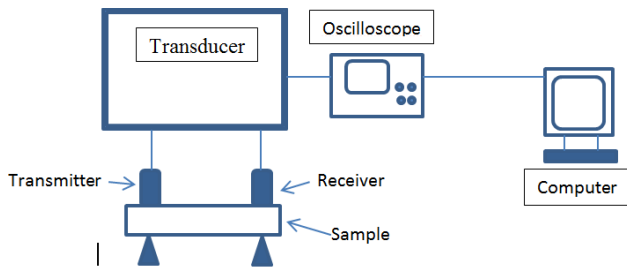 Oscilloscope
Transducer
Transmitter
Receiver
Computer
Sample